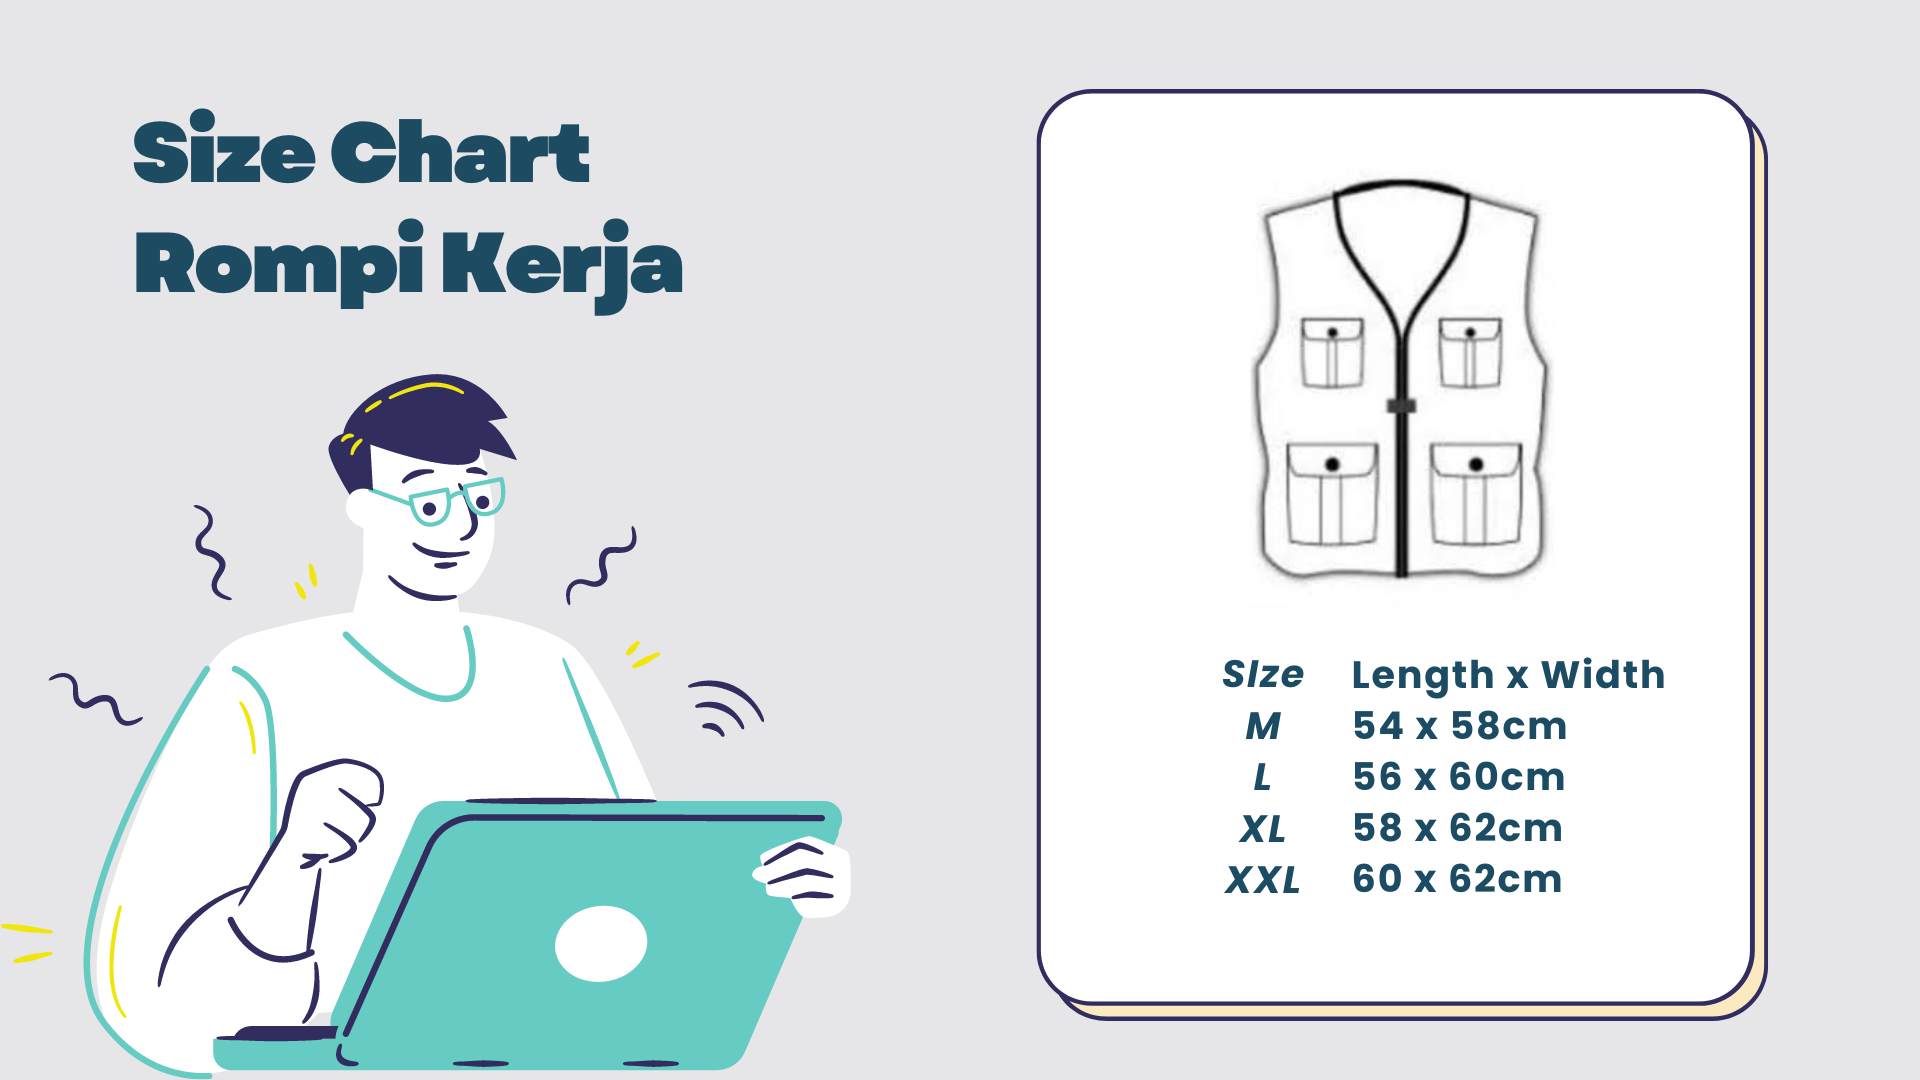 Size Chart
Rompi Kerja
SIze Length x Width
M 54 x 58cm
L 56 x 60cm
XL 58 x 62cm
XXL 60 x 62cm